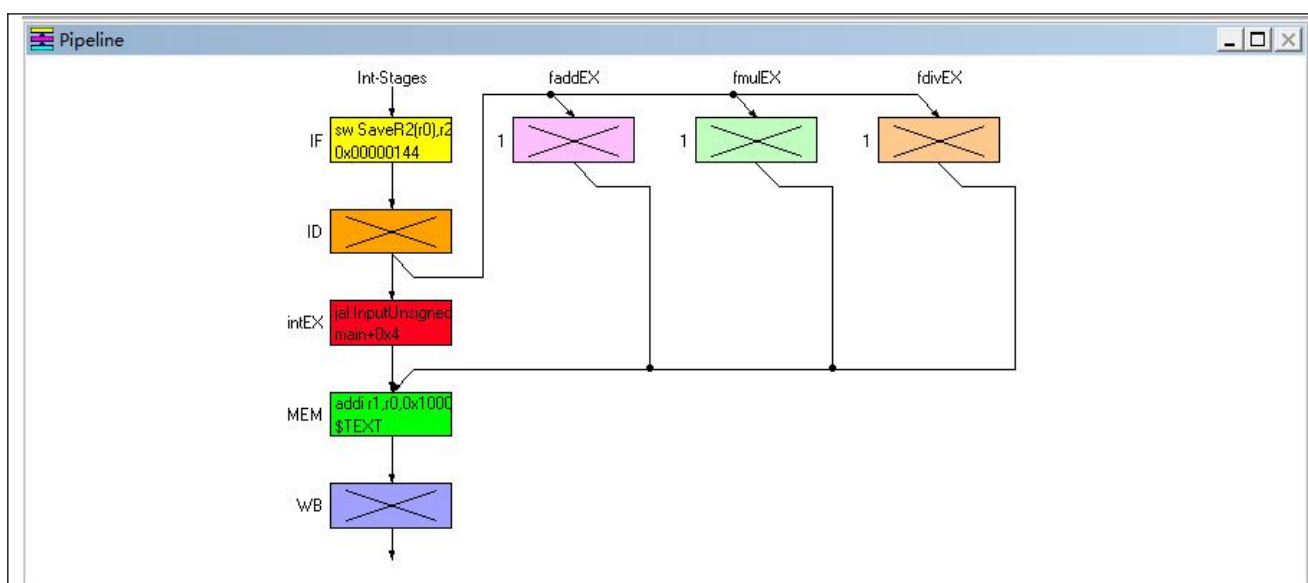 Pipeline
Int-Stages faddEX fmulEX fdivEX
IF sw SaveR2(r0),r2
0x00000144
1 1 1
ID
intEX jal InputUnsigned
main+0x4
MEM addi r1,r0,0x1000
$TEXT
WB